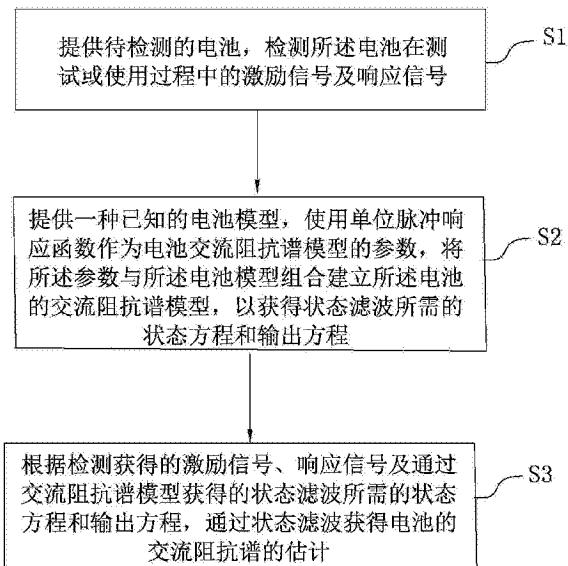 提供待检测的电池，检测所述电池在测
试或使用过程中的激励信号及响应信号
S1
提供一种已知的电池模型，使用单位脉冲响
应函数作为电池交流阻抗谱模型的参数，将
所述参数与所述电池模型组合建立所述电池
的交流阻抗谱模型，以获得状态滤波所需的
状态方程和输出方程
S2
根据检测获得的激励信号、响应信号及通过
交流阻抗谱模型获得的状态滤波所需的状态
方程和输出方程，通过状态滤波获得电池的
交流阻抗谱的估计
S3